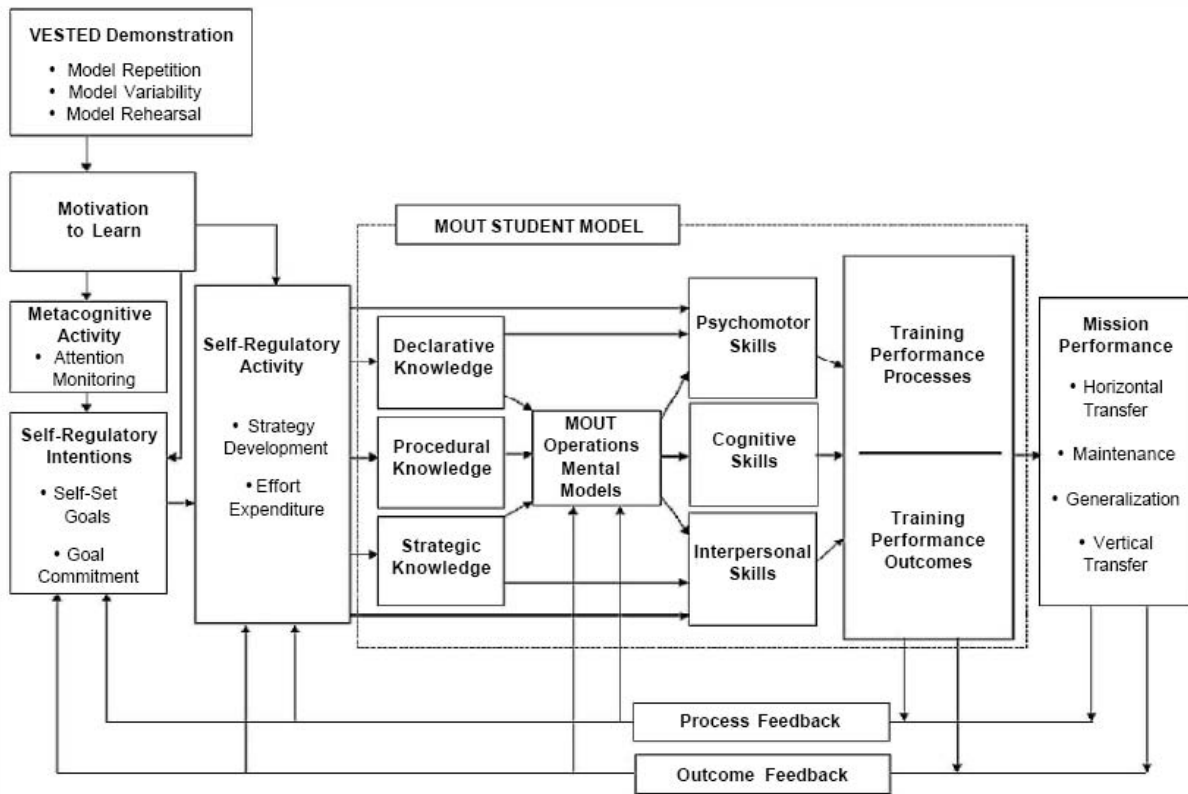 VESTED Demonstration
• Model Repetition
• Model Variability
• Model Rehearsal
Motivation
to Learn
Metacognitive
Activity
• Attention
Monitoring
Self-Regulatory
Intentions
• Self-Set
Goals
• Goal
Commitment
Self-Regulatory
Activity
• Strategy
Development
• Effort
Expenditure
MOUT STUDENT MODEL
Declarative
Knowledge
Procedural
Knowledge
Strategic
Knowledge
MOUT
Operations
Mental
Models
Psychomotor
Skills
Cognitive
Skills
Interpersonal
Skills
Training
Performance
Processes
Training
Performance
Outcomes
Mission
Performance
• Horizontal
Transfer
• Maintenance
• Generalization
• Vertical
Transfer
Process Feedback
Outcome Feedback